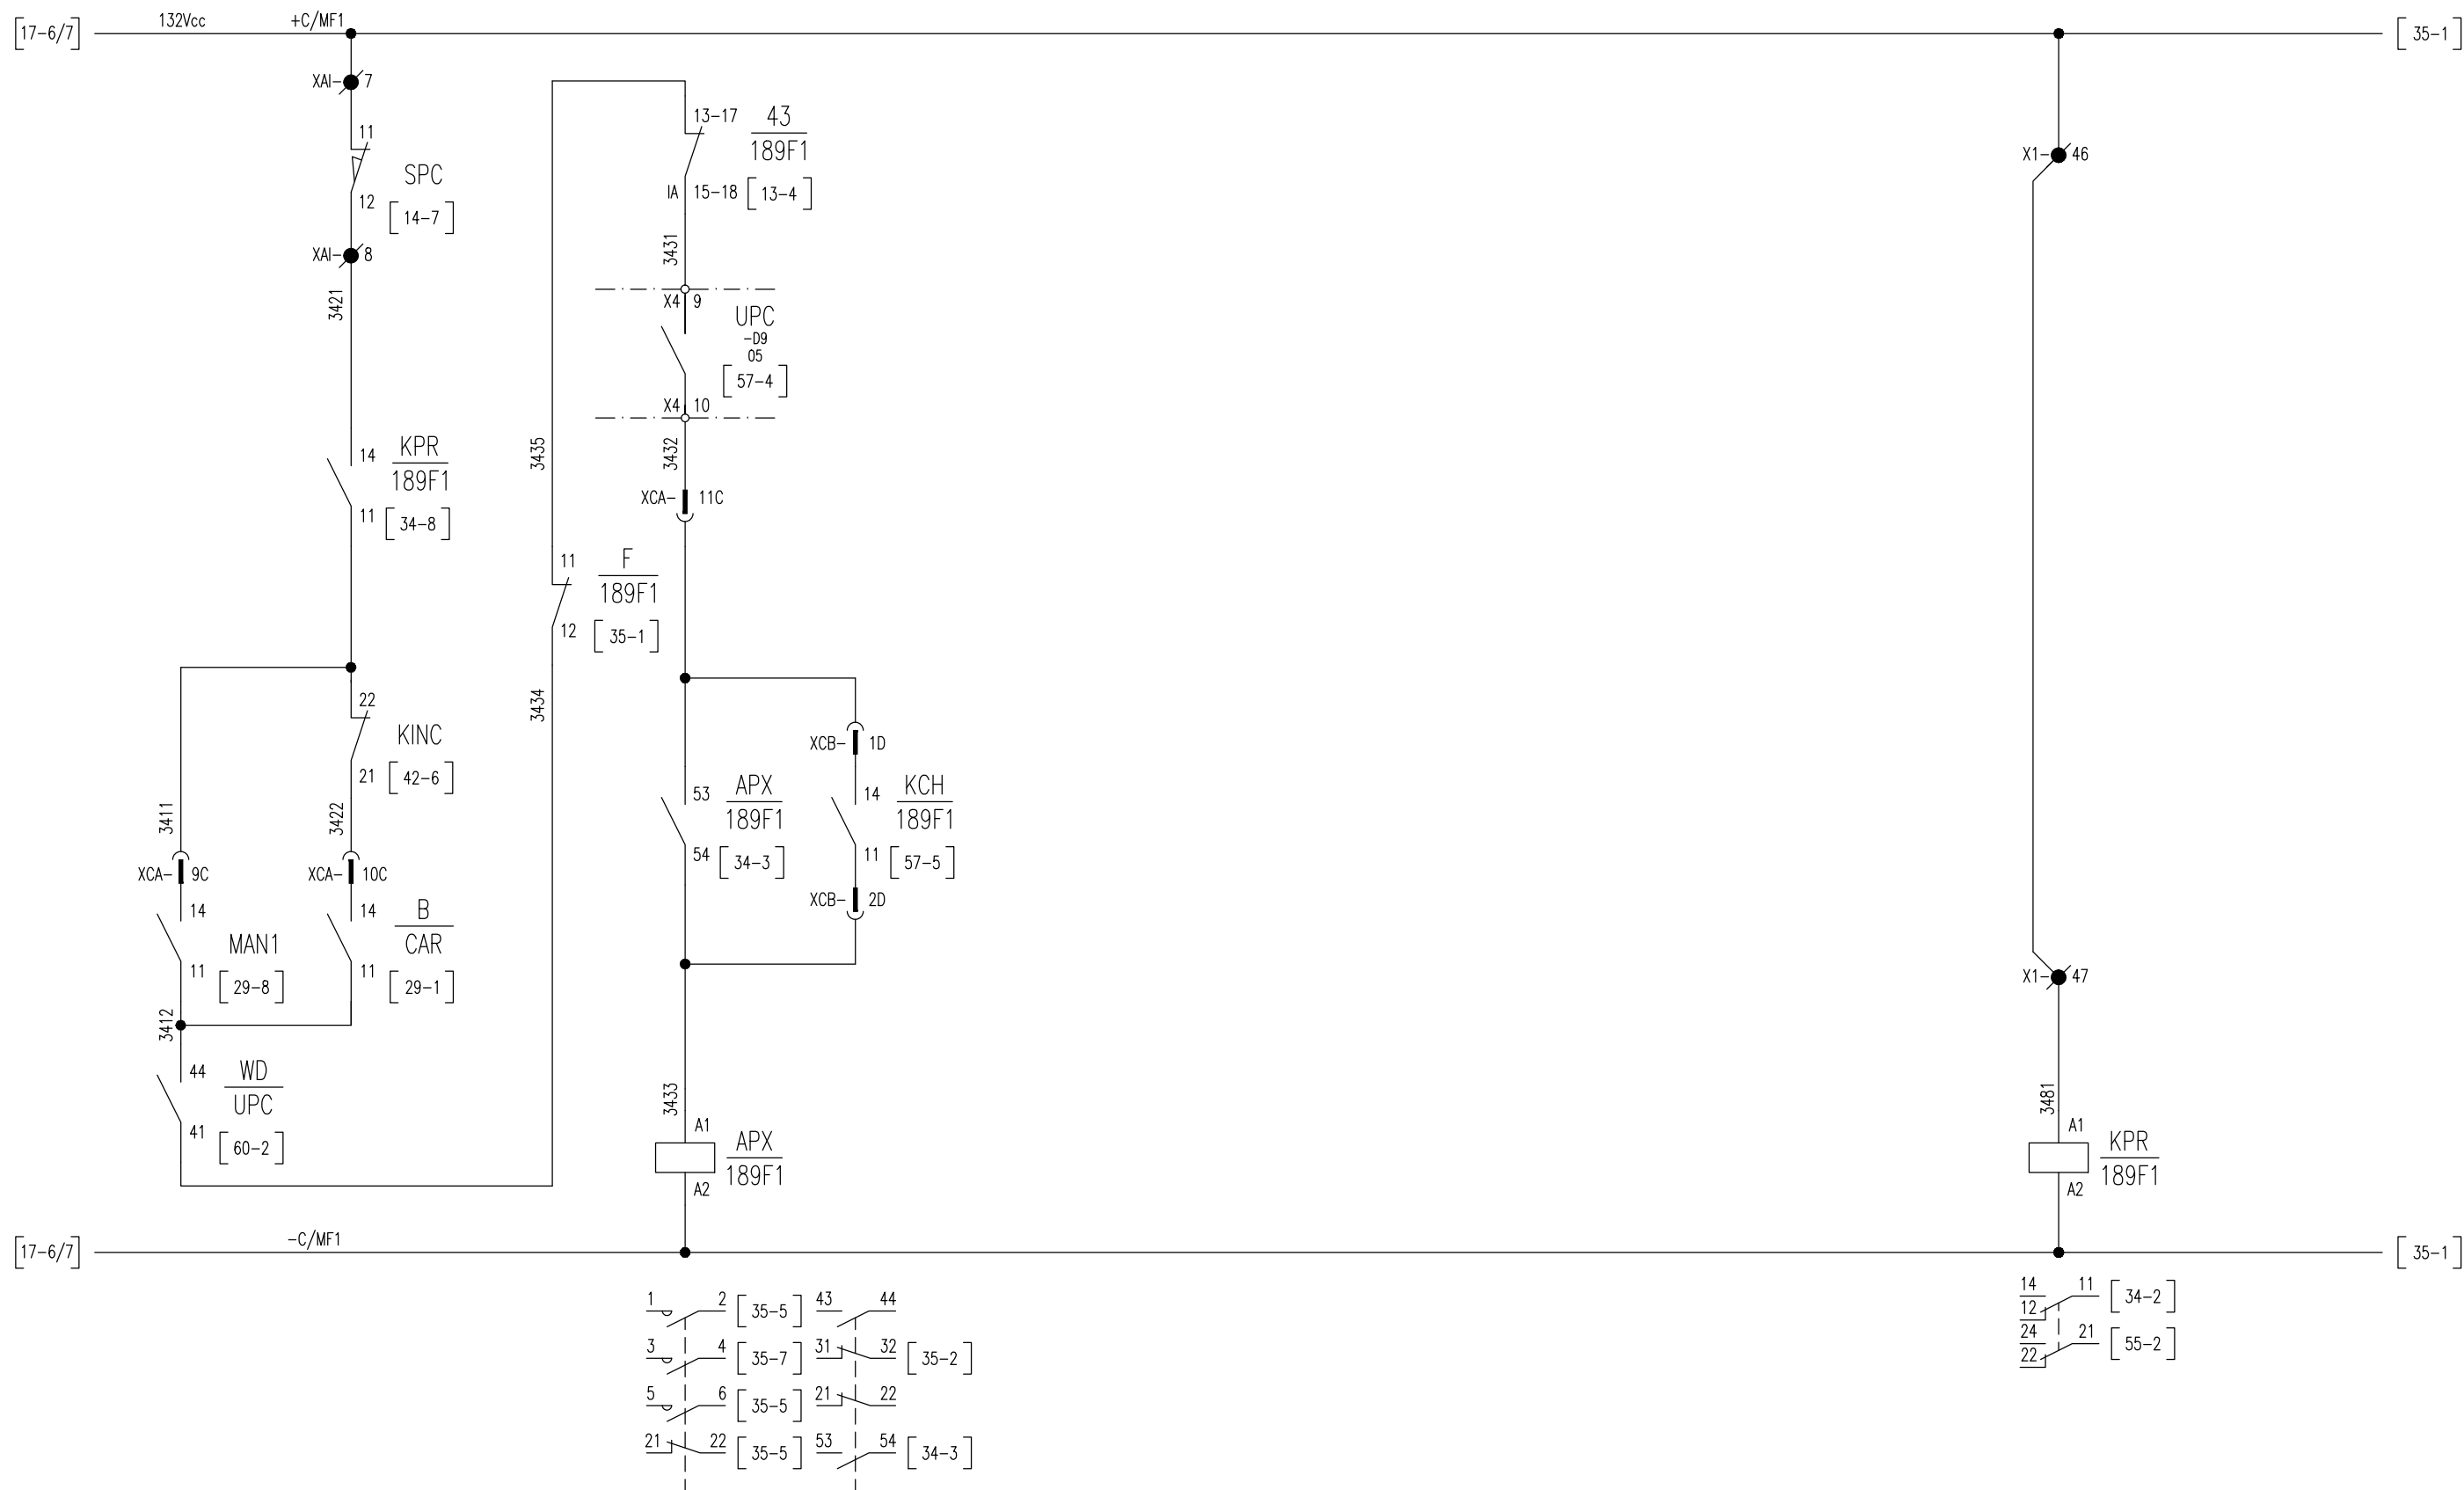 [17-6/7] 132Vcc +C/MF1 [35-1]
XAI- 7
11
SPC
12 [14-7]
XAI- 8
3421
14 KPR
189F1
11 [34-8]
22
KINC
21 [42-6]
3411
3422
XCA- 9C
XCA- 10C
14
MAN1
11 [29-8]
14 B
CAR
11 [29-1]
3412
44 WD
UPC
41 [60-2]
3435
11 F
189F1
12 [35-1]
3434
13-17 43
189F1
IA 15-18 [13-4]
3431
X4 9
UPC
-D9
05
[57-4]
X4 10
3432
XCA- 11C
53 APX
189F1
54 [34-3]
XCB- 1D
14 KCH
189F1
11 [57-5]
XCB- 2D
3433
A1
APX
189F1
A2
X1- 46
X1- 47
3481
A1
KPR
189F1
A2
[17-6/7] -C/MF1 [35-1]
1 2 [35-5] 43 44
3 4 [35-7] 31 32 [35-2]
5 6 [35-5] 21 22
21 22 [35-5] 53 54 [34-3]
14 11 [34-2]
12
24 21 [55-2]
22